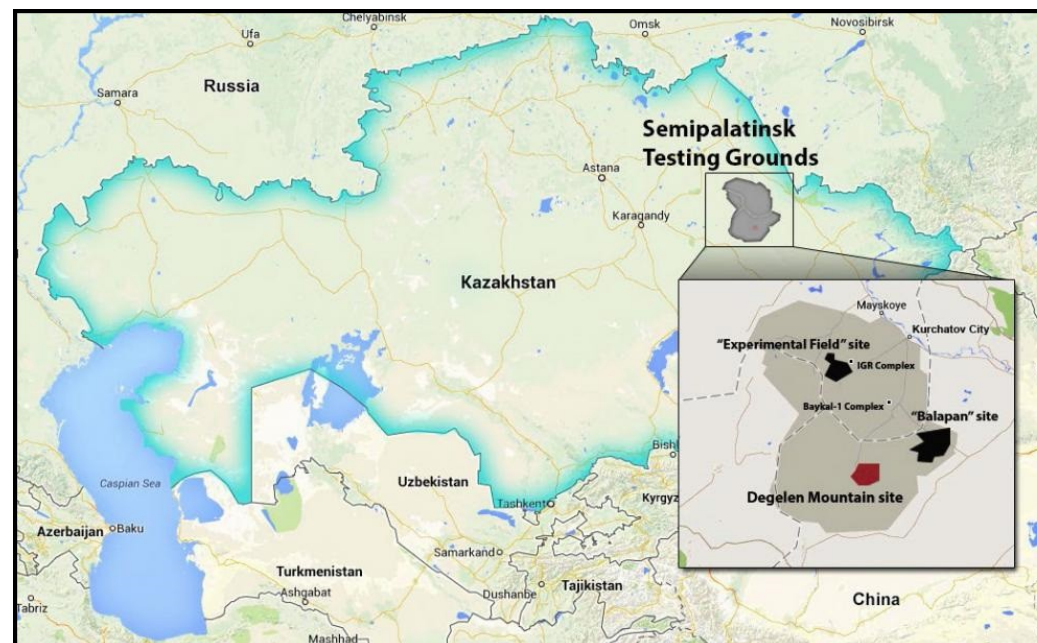 Chelyabinsk
Omsk
Novosibirsk
Ufa
Russia
Samara
Semipalatinsk
Testing Grounds
Astana
Karagandy
Kazakhstan
Mayskoye
Kurchatov City
"Experimental Field" site
IGR Complex
Baykal-1 Complex
"Balapan" site
Degelen Mountain site
Bishk
Caspian Sea
Uzbekistan
Tashkent
Kyrgyz
Azerbaijan
Baku
Samarkand
Turkmenistan
Tajikistan
Dushanbe
Ashgabat
China
Tabriz
Mashhad